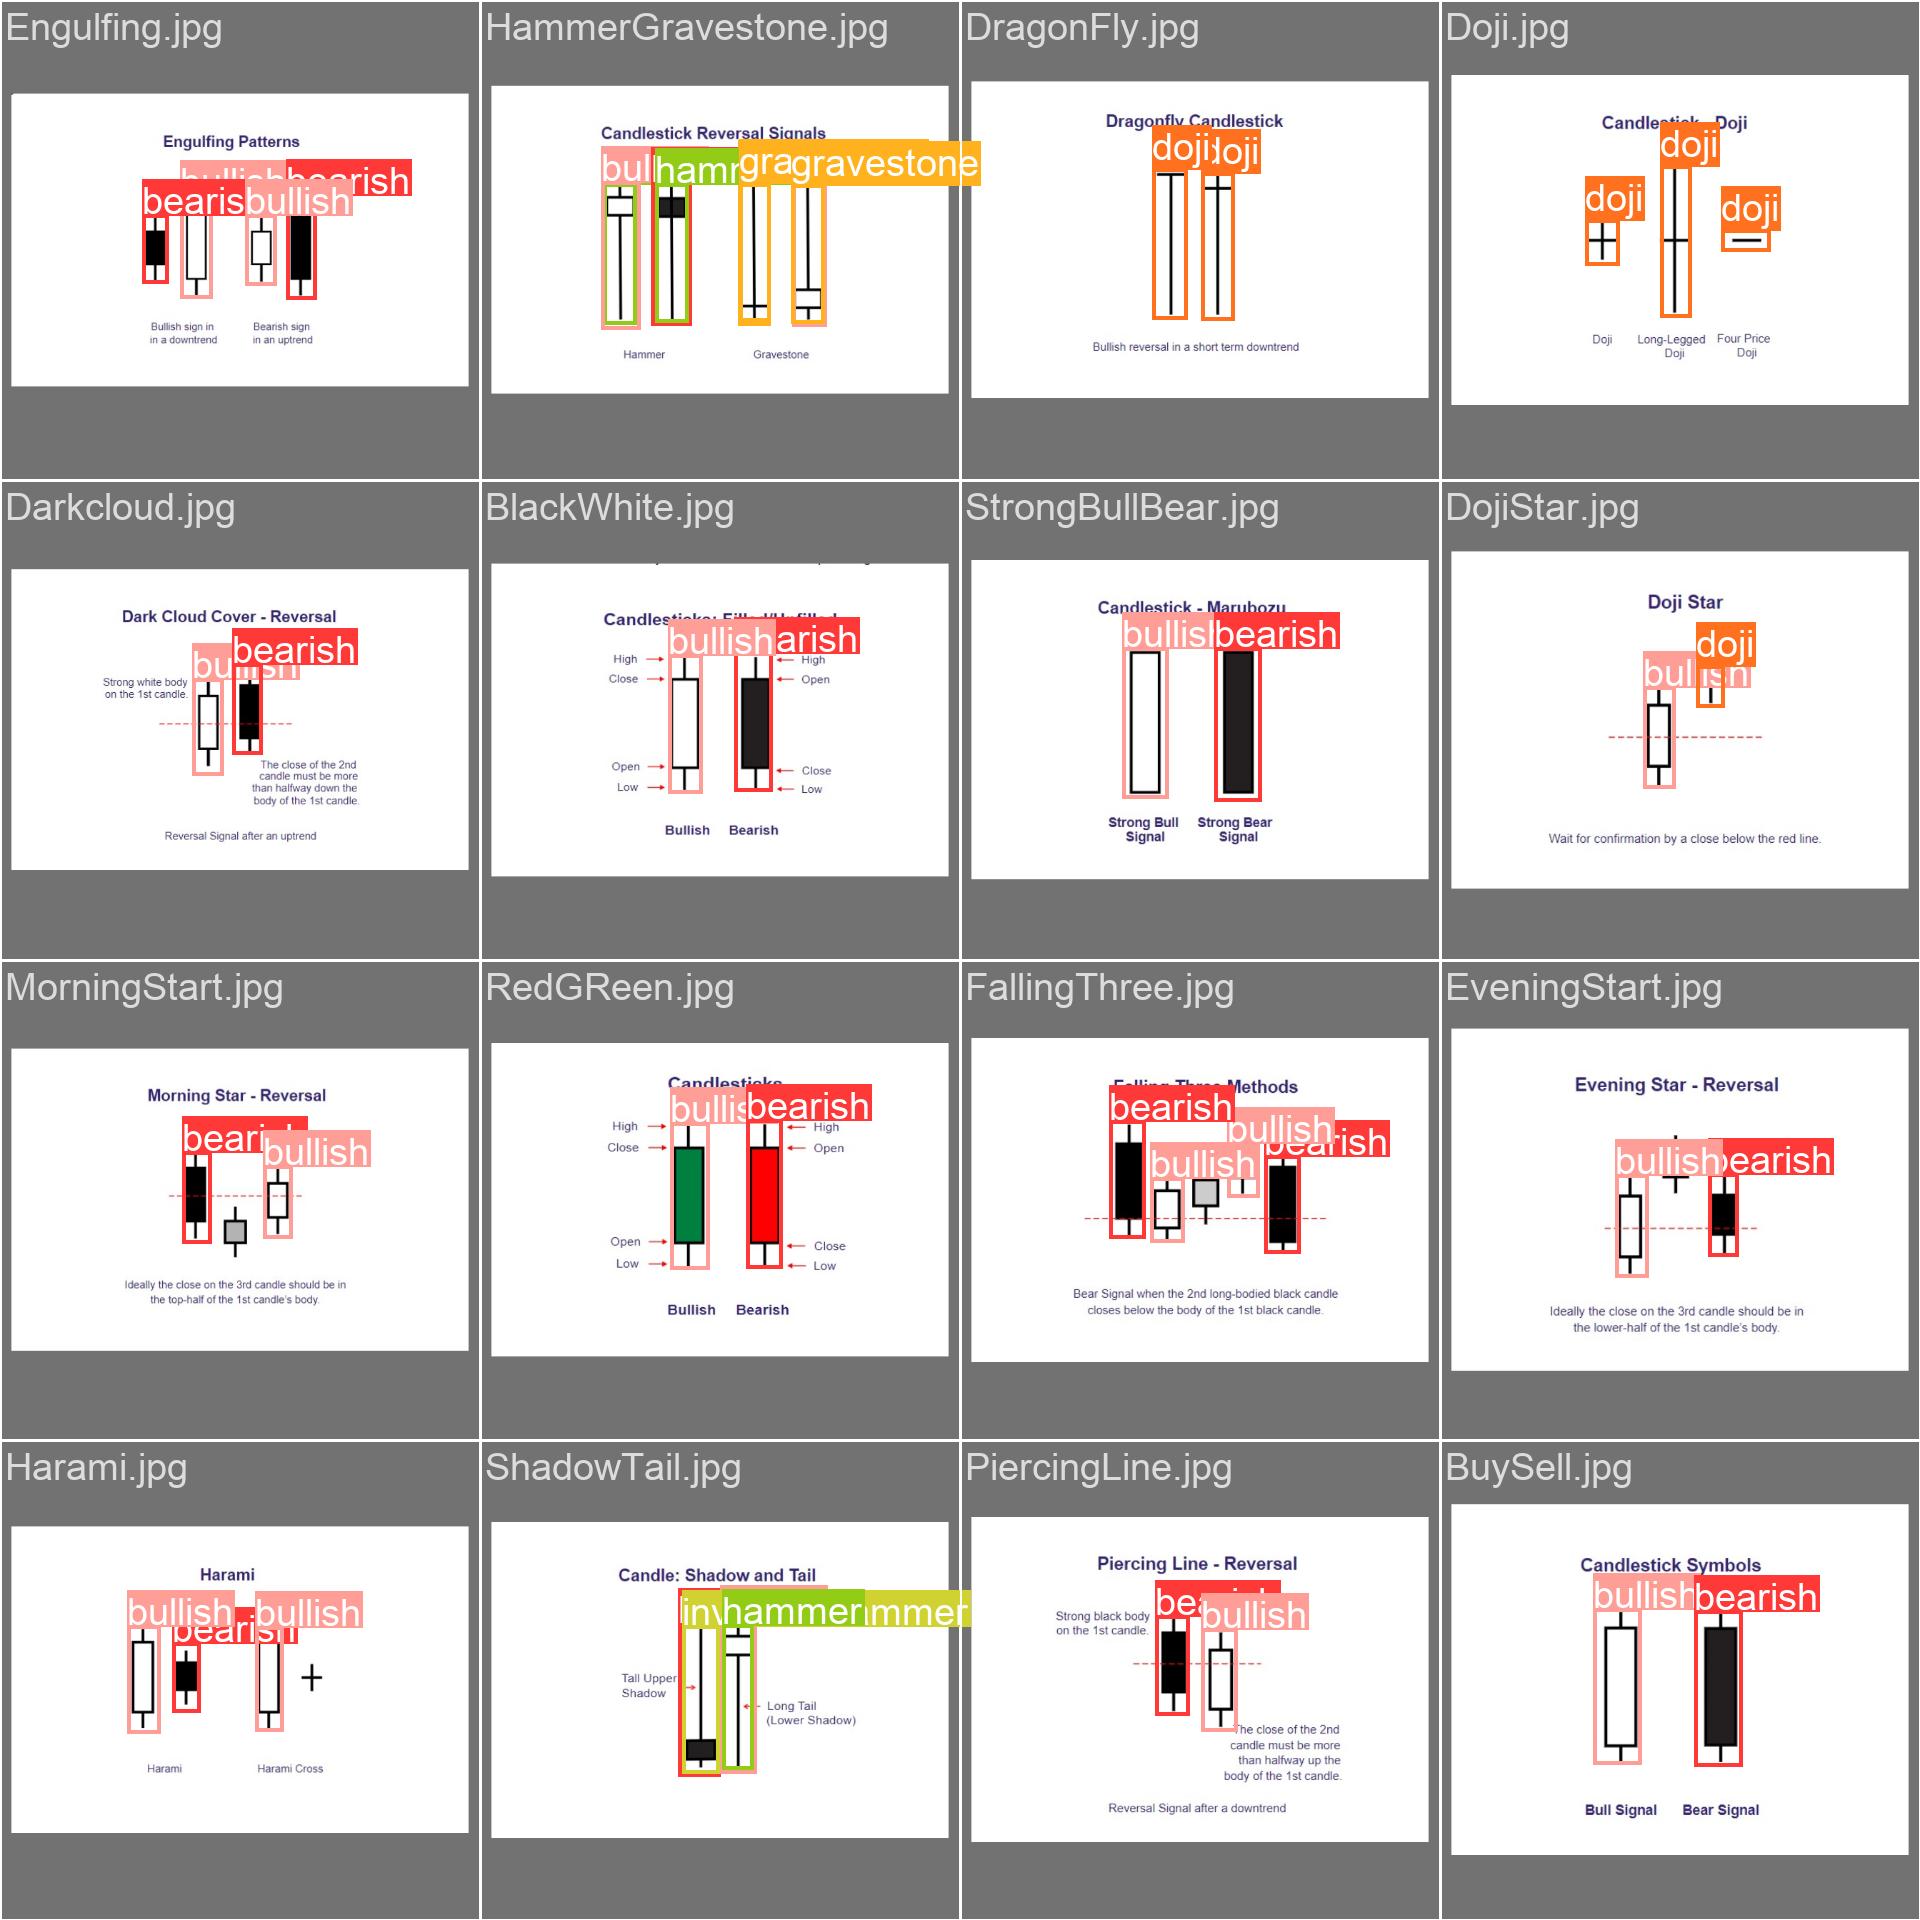 Engulfing.jpg
Engulfing Patterns
bearish
bullish
Bullish sign in
in a downtrend
Bearish sign
in an uptrend
HammerGravestone.jpg
Candlestick Reversal Signals
gravestone
Hammer
Gravestone
DragonFly.jpg
Dragonfly Candlestick
doji
doji
Bullish reversal in a short term downtrend
Doji.jpg
Candlestick - Doji
doji
doji
doji
Doji
Long-Legged
Doji
Four Price
Doji
Darkcloud.jpg
Dark Cloud Cover - Reversal
bullish
bearish
Strong white body
on the 1st candle.
The close of the 2nd
candle must be more
than halfway down the
body of the 1st candle.
Reversal Signal after an uptrend
BlackWhite.jpg
Candlesticks: Filled/Unfilled
bullish
arish
High
Close
Open
Low
High
Open
Close
Low
Bullish
Bearish
StrongBullBear.jpg
Candlestick - Marubozu
bullish
bearish
Strong Bull
Signal
Strong Bear
Signal
DojiStar.jpg
Doji Star
doji
bullish
Wait for confirmation by a close below the red line.
MorningStart.jpg
Morning Star - Reversal
bearish
bullish
Ideally the close on the 3rd candle should be in
the top-half of the 1st candle's body.
RedGReen.jpg
Candlesticks
bullis
bearish
High
Close
Open
Low
High
Open
Close
Low
Bullish
Bearish
FallingThree.jpg
Falling Three Methods
bearish
bullish
bearish
bullish
Bear Signal when the 2nd long-bodied black candle
closes below the body of the 1st black candle.
EveningStart.jpg
Evening Star - Reversal
bullish
bearish
Ideally the close on the 3rd candle should be in
the lower-half of the 1st candle's body.
Harami.jpg
Harami
bullish
bearish
bullish
Harami
Harami Cross
ShadowTail.jpg
Candle: Shadow and Tail
inv
hammer
mmer
Tall Upper
Shadow
Long Tail
(Lower Shadow)
PiercingLine.jpg
Piercing Line - Reversal
Strong black body
on the 1st candle.
bullish
The close of the 2nd
candle must be more
than halfway up the
body of the 1st candle.
Reversal Signal after a downtrend
BuySell.jpg
Candlestick Symbols
bullish
bearish
Bull Signal
Bear Signal